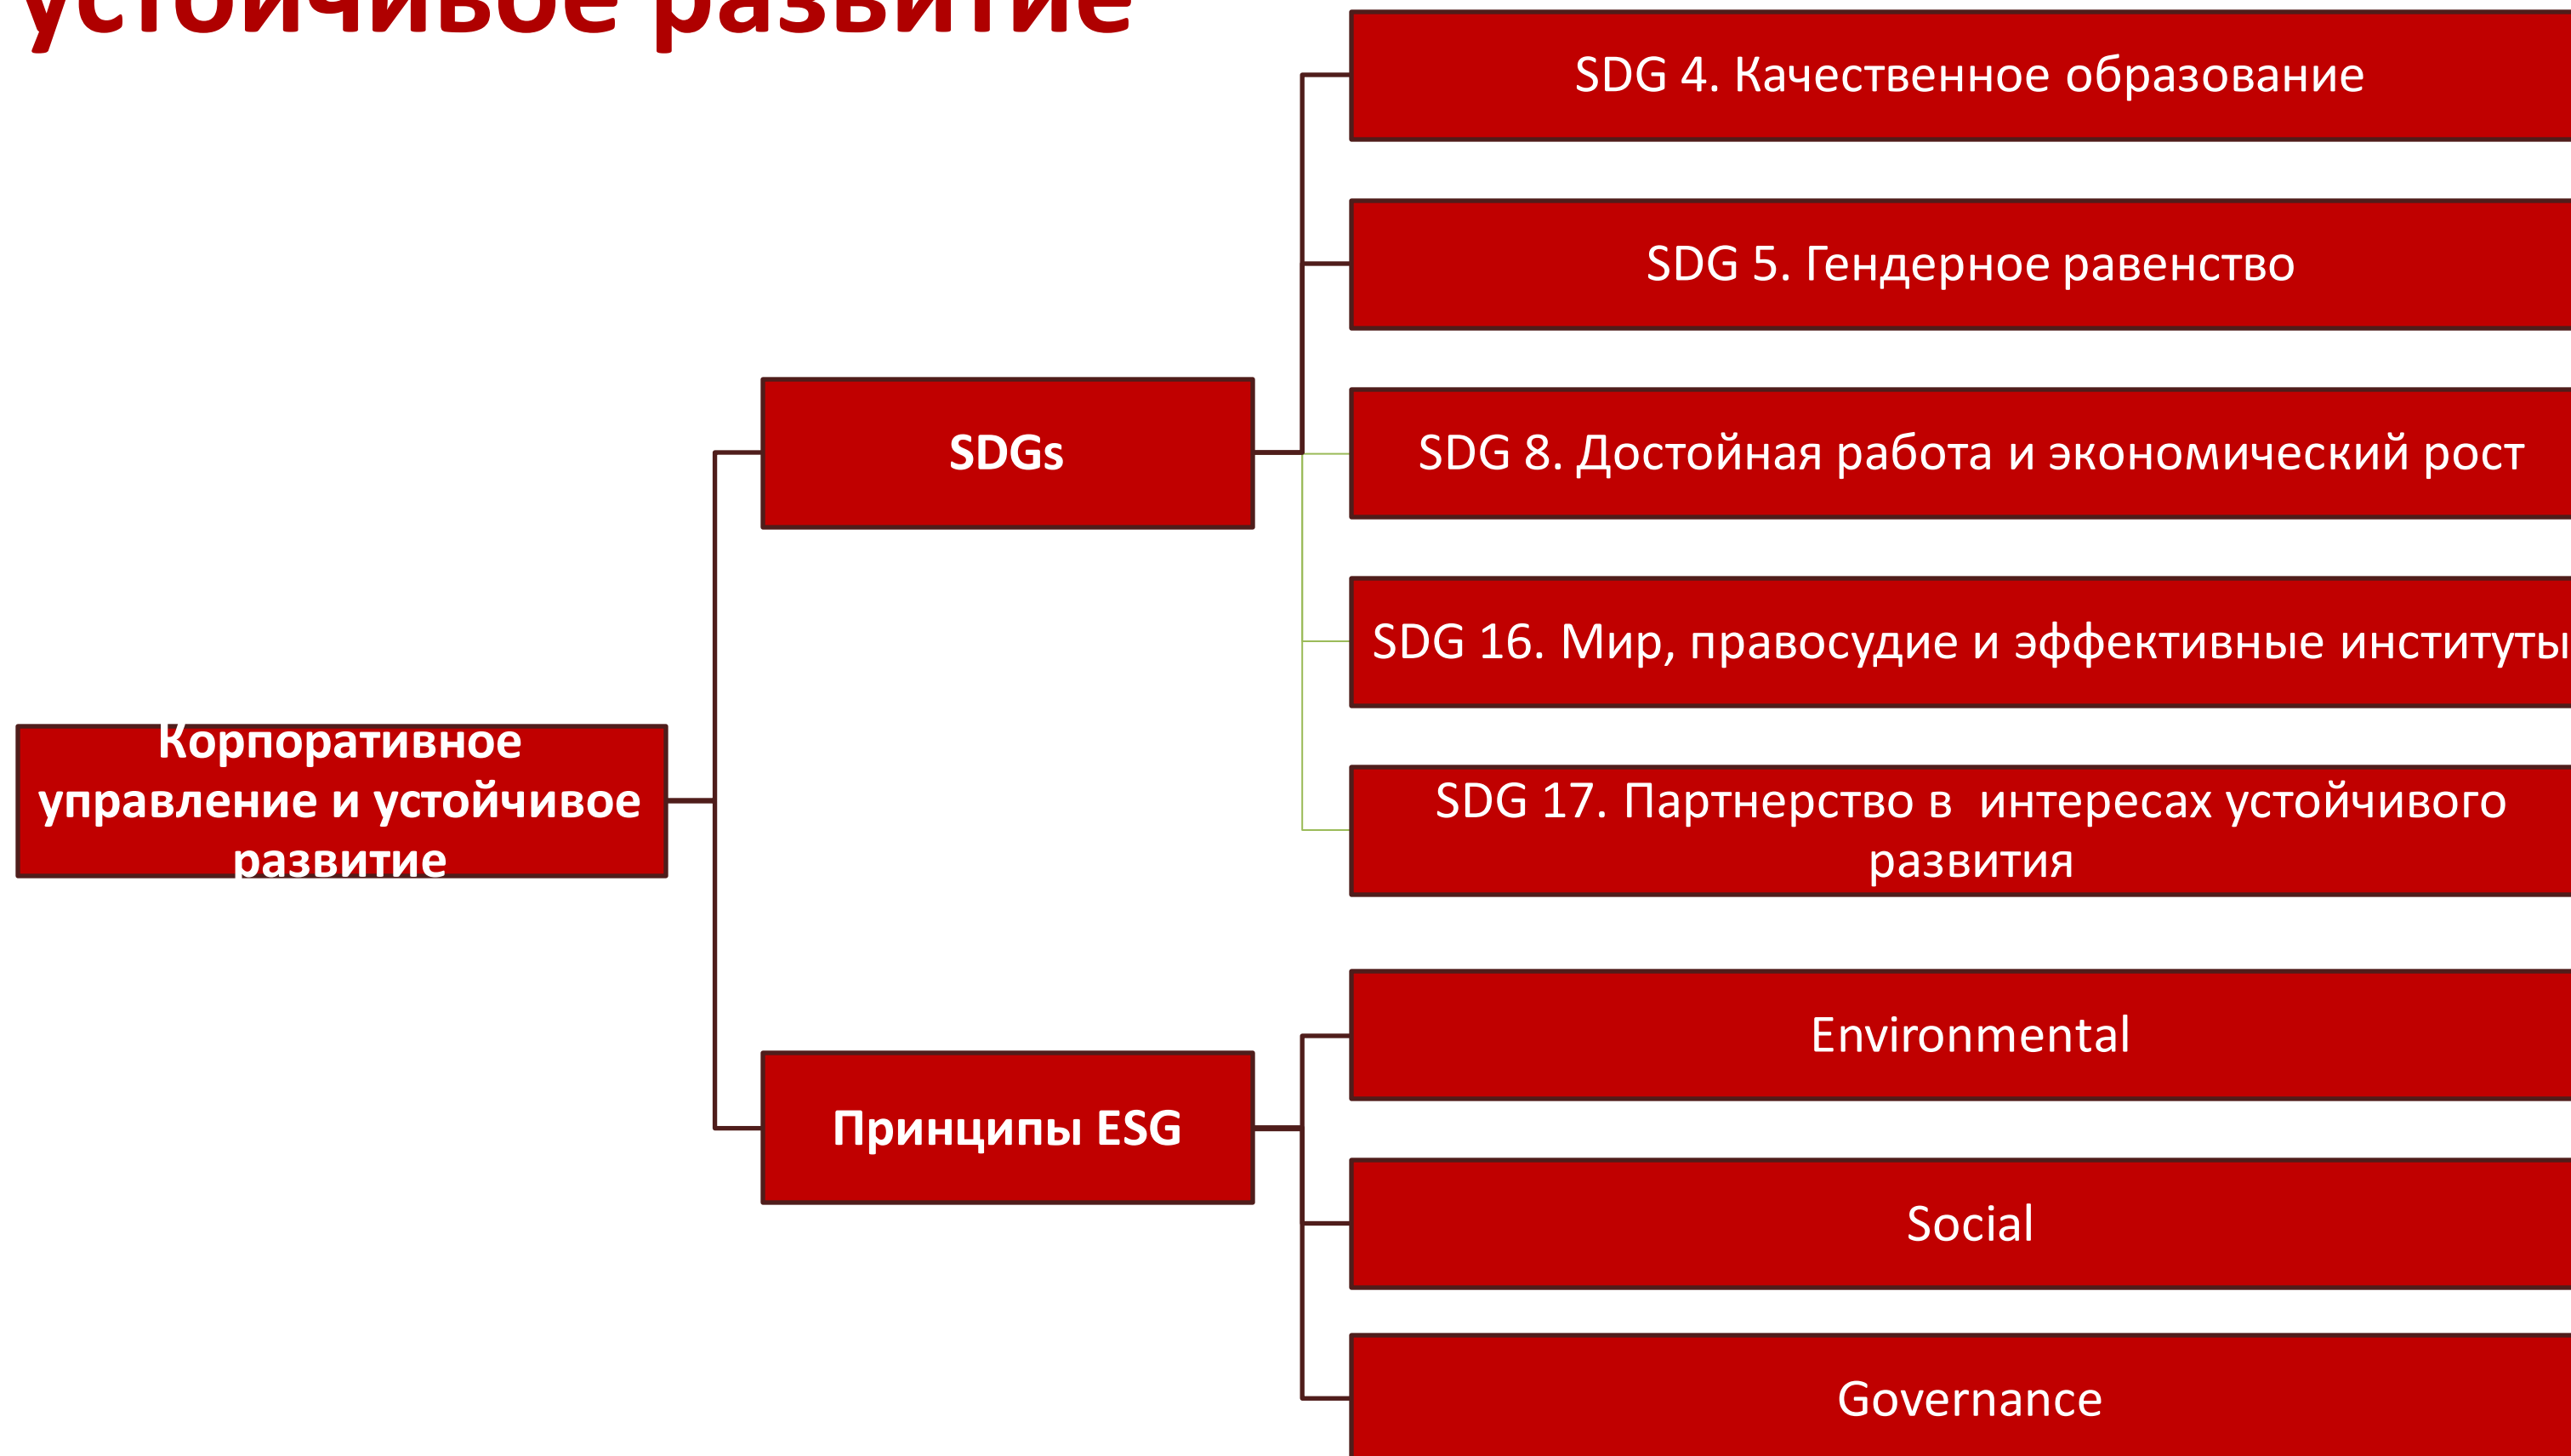 устойчивое развитие
SDG 4. Качественное образование
SDG 5. Гендерное равенство
SDGs
SDG 8. Достойная работа и экономический рост
SDG 16. Мир, правосудие и эффективные институты
Корпоративное
управление и устойчивое
развитие
SDG 17. Партнерство в  интересах устойчивого
развития
Environmental
Принципы ESG
Social
Governance